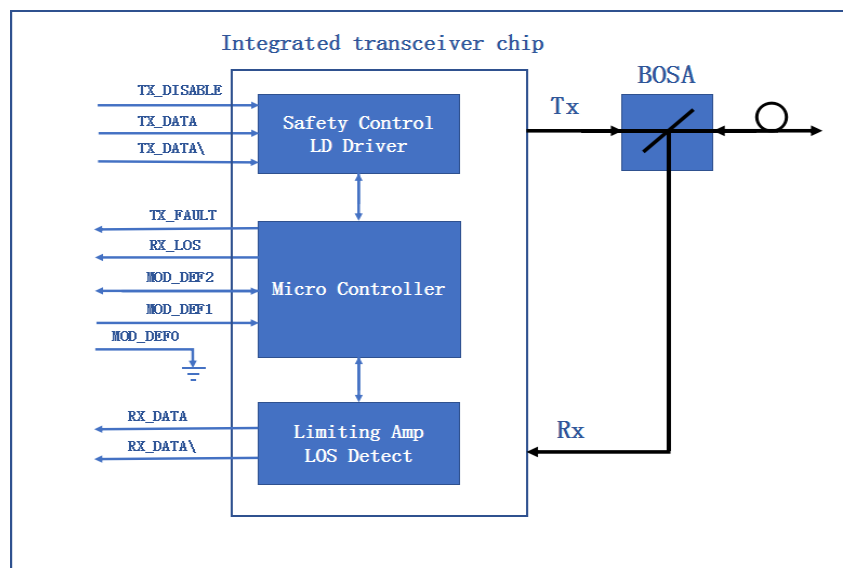 Integrated transceiver chip
BOSA
TX_DISABLE
TX_DATA
TX_DATA\
Safety Control
LD Driver
Tx
TX_FAULT
RX_LOS
MOD_DEF2
MOD_DEF1
MOD_DEF0
Micro Controller
RX_DATA
RX_DATA\
Limiting Amp
LOS Detect
Rx